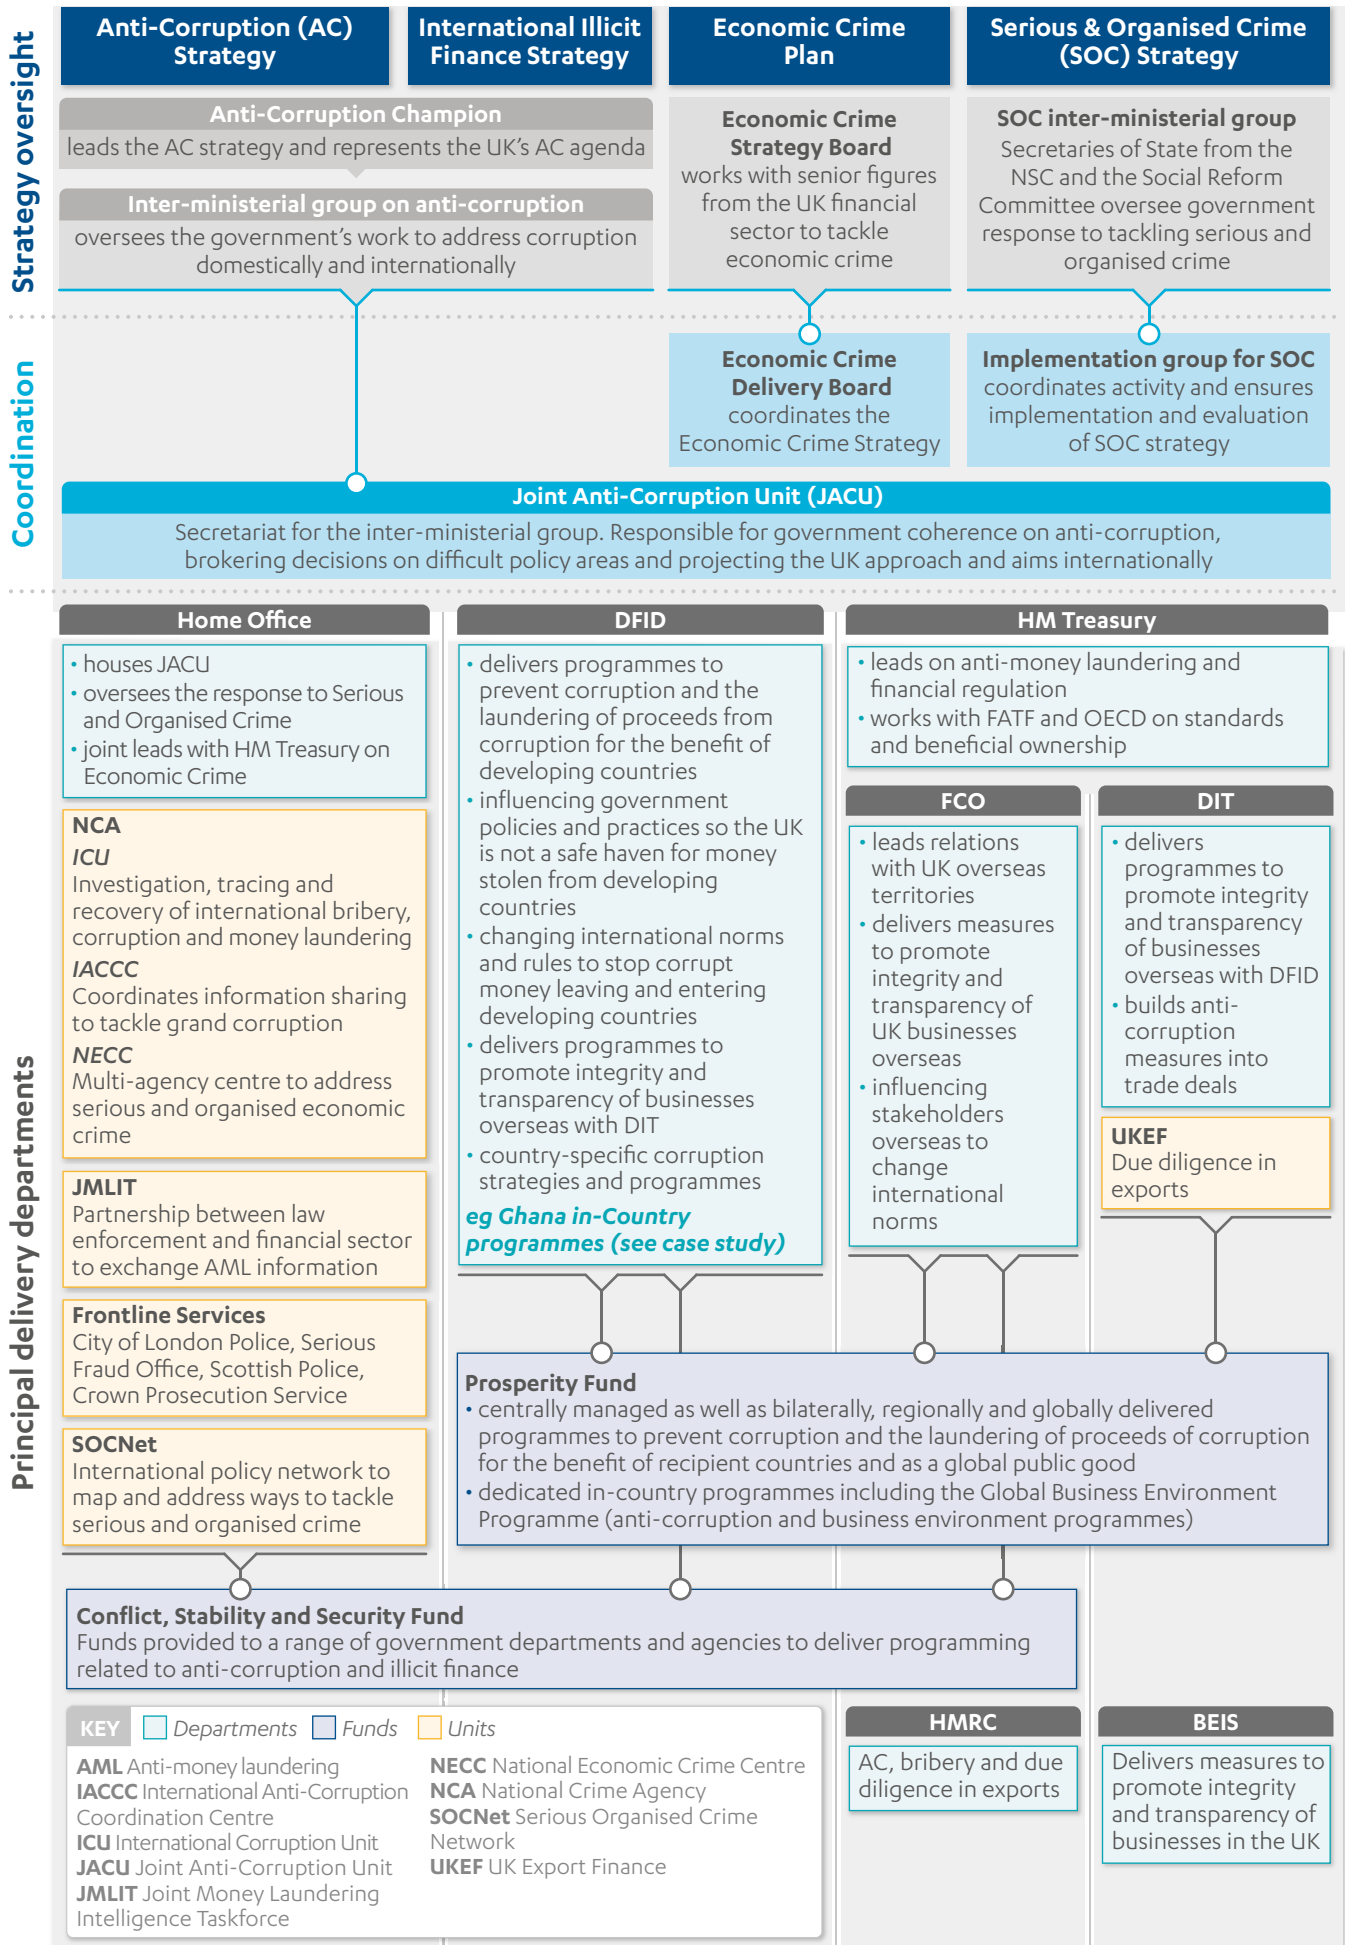 Strategy oversight
Anti-Corruption (AC)
Strategy
International Illicit
Finance Strategy
Economic Crime
Plan
Serious & Organised Crime
(SOC) Strategy
Anti-Corruption Champion
leads the AC strategy and represents the UK's AC agenda
Inter-ministerial group on anti-corruption
oversees the government's work to address corruption
domestically and internationally
Economic Crime
Strategy Board
works with senior figures
from the UK financial
sector to tackle
economic crime
SOC inter-ministerial group
Secretaries of State from the
NSC and the Social Reform
Committee oversee government
response to tackling serious and
organised crime
Coordination
Economic Crime
Delivery Board
coordinates the
Economic Crime Strategy
Implementation group for SOC
coordinates activity and ensures
implementation and evaluation
of SOC strategy
Joint Anti-Corruption Unit (JACU)
Secretariat for the inter-ministerial group. Responsible for government coherence on anti-corruption,
brokering decisions on difficult policy areas and projecting the UK approach and aims internationally
Principal delivery departments
Home Office
• houses JACU
• oversees the response to Serious
and Organised Crime
• joint leads with HM Treasury on
Economic Crime
NCA
ICU
Investigation, tracing and
recovery of international bribery,
corruption and money laundering
IACCC
Coordinates information sharing
to tackle grand corruption
NECC
Multi-agency centre to address
serious and organised economic
crime
JMLIT
Partnership between law
enforcement and financial sector
to exchange AML information
Frontline Services
City of London Police, Serious
Fraud Office, Scottish Police,
Crown Prosecution Service
SOCNet
International policy network to
map and address ways to tackle
serious and organised crime
DFID
• delivers programmes to
prevent corruption and the
laundering of proceeds from
corruption for the benefit of
developing countries
• influencing government
policies and practices so the UK
is not a safe haven for money
stolen from developing
countries
• changing international norms
and rules to stop corrupt
money leaving and entering
developing countries
• delivers programmes to
promote integrity and
transparency of businesses
overseas with DIT
• country-specific corruption
strategies and programmes
eg Ghana in-Country
programmes (see case study)
HM Treasury
• leads on anti-money laundering and
financial regulation
• works with FATF and OECD on standards
and beneficial ownership
FCO
• leads relations
with UK overseas
territories
• delivers measures
to promote
integrity and
transparency of
UK businesses
overseas
• influencing
stakeholders
overseas to
change
international
norms
DIT
• delivers
programmes to
promote integrity
and transparency
of businesses
overseas with DFID
• builds anti-
corruption
measures into
trade deals
UKEF
Due diligence in
exports
Prosperity Fund
• centrally managed as well as bilaterally, regionally and globally delivered
programmes to prevent corruption and the laundering of proceeds of corruption
for the benefit of recipient countries and as a global public good
• dedicated in-country programmes including the Global Business Environment
Programme (anti-corruption and business environment programmes)
Conflict, Stability and Security Fund
Funds provided to a range of government departments and agencies to deliver programming
related to anti-corruption and illicit finance
KEY Departments Funds Units
AML Anti-money laundering
IACCC International Anti-Corruption
Coordination Centre
ICU International Corruption Unit
JACU Joint Anti-Corruption Unit
JMLIT Joint Money Laundering
Intelligence Taskforce
NECC National Economic Crime Centre
NCA National Crime Agency
SOCNet Serious Organised Crime
Network
UKEF UK Export Finance
HMRC
AC, bribery and due
diligence in exports
BEIS
Delivers measures to
promote integrity
and transparency of
businesses in the UK